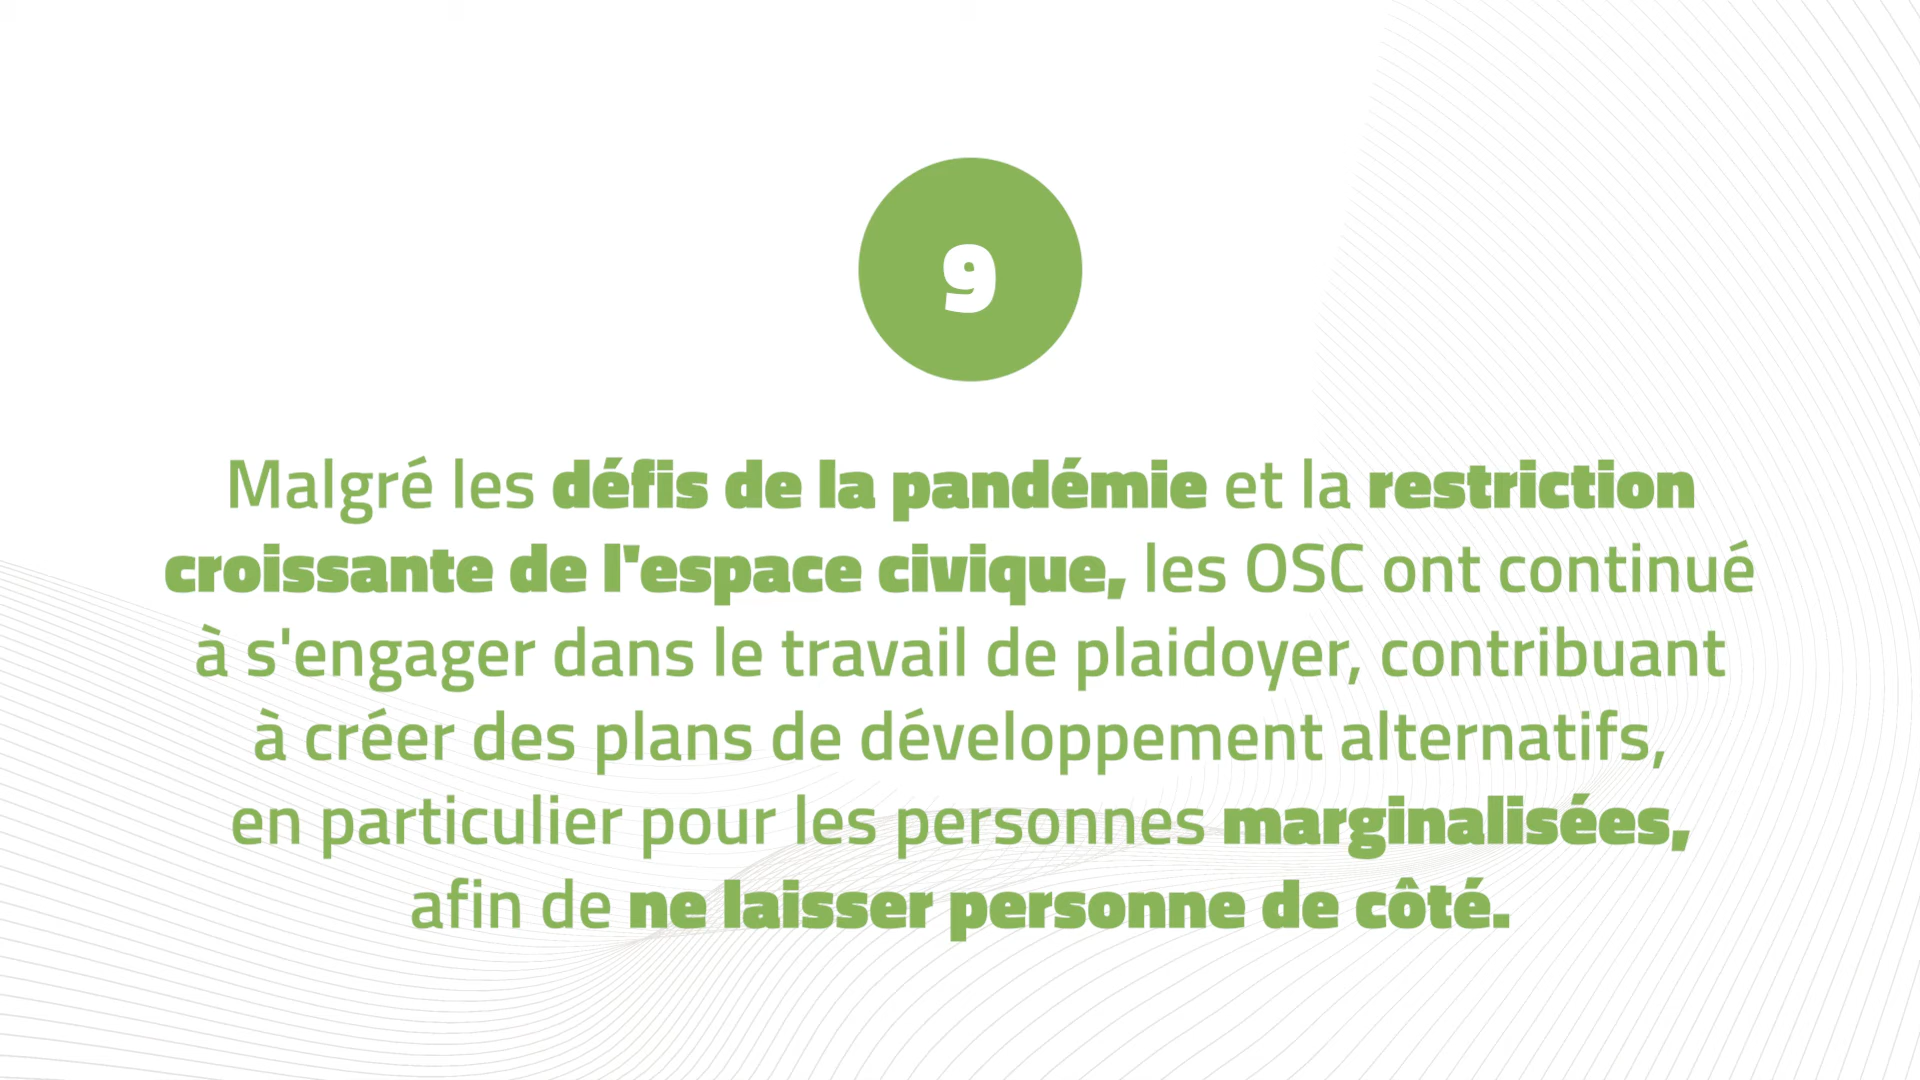 9
Malgré les défis de la pandémie et la restriction
croissante de l'espace civique, les OSC ont continué
à s'engager dans le travail de plaidoyer, contribuant
à créer des plans de développement alternatifs,
en particulier pour les personnes marginalisées,
afin de ne laisser personne de côté.